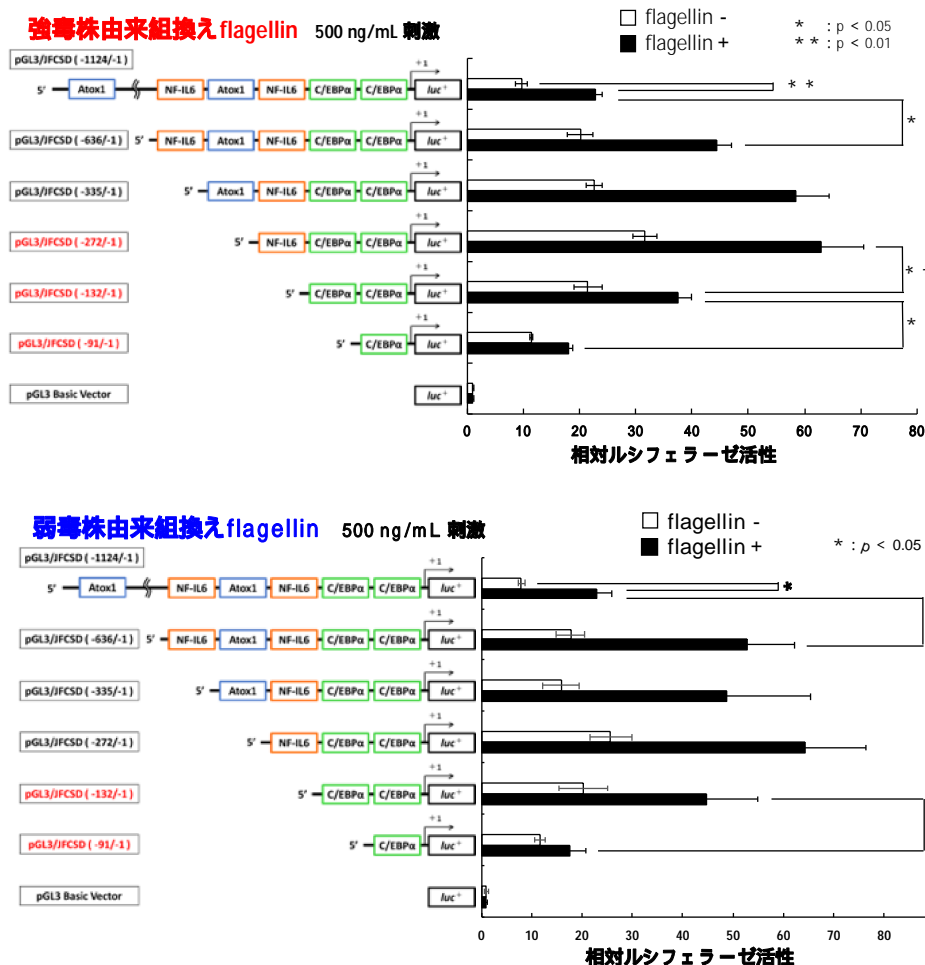 強毒株由来組換えflagellin 500 ng/mL 刺激
flagellin -
flagellin +
* : p < 0.05
** : p < 0.01
pGL3/JFCSD ( -1124/-1 )
+1
5’ Atox1 NF-IL6 Atox1 NF-IL6 C/EBPα C/EBPα luc+
* *
*
+1
pGL3/JFCSD ( -636/-1 ) 5’ NF-IL6 Atox1 NF-IL6 C/EBPα C/EBPα luc+
+1
pGL3/JFCSD ( -335/-1 ) 5’ Atox1 NF-IL6 C/EBPα C/EBPα luc+
+1
pGL3/JFCSD ( -272/-1 ) 5’ NF-IL6 C/EBPα C/EBPα luc+
*
+1
pGL3/JFCSD ( -132/-1 ) 5’ C/EBPα C/EBPα luc+
*
+1
pGL3/JFCSD ( -91/-1 ) 5’ C/EBPα luc+
pGL3 Basic Vector luc+
0 10 20 30 40 50 60 70 80
相対ルシフェラーゼ活性
弱毒株由来組換えflagellin 500 ng/mL 刺激
flagellin -
flagellin +
* : p < 0.05
pGL3/JFCSD ( -1124/-1 )
+1
5’ Atox1 NF-IL6 Atox1 NF-IL6 C/EBPα C/EBPα luc+
*
+1
pGL3/JFCSD ( -636/-1 ) 5’ NF-IL6 Atox1 NF-IL6 C/EBPα C/EBPα luc+
+1
pGL3/JFCSD ( -335/-1 ) 5’ Atox1 NF-IL6 C/EBPα C/EBPα luc+
+1
pGL3/JFCSD ( -272/-1 ) 5’ NF-IL6 C/EBPα C/EBPα luc+
+1
pGL3/JFCSD ( -132/-1 ) 5’ C/EBPα C/EBPα luc+
+1
pGL3/JFCSD ( -91/-1 ) 5’ C/EBPα luc+
pGL3 Basic Vector luc+
0 10 20 30 40 50 60 70 80
相対ルシフェラーゼ活性